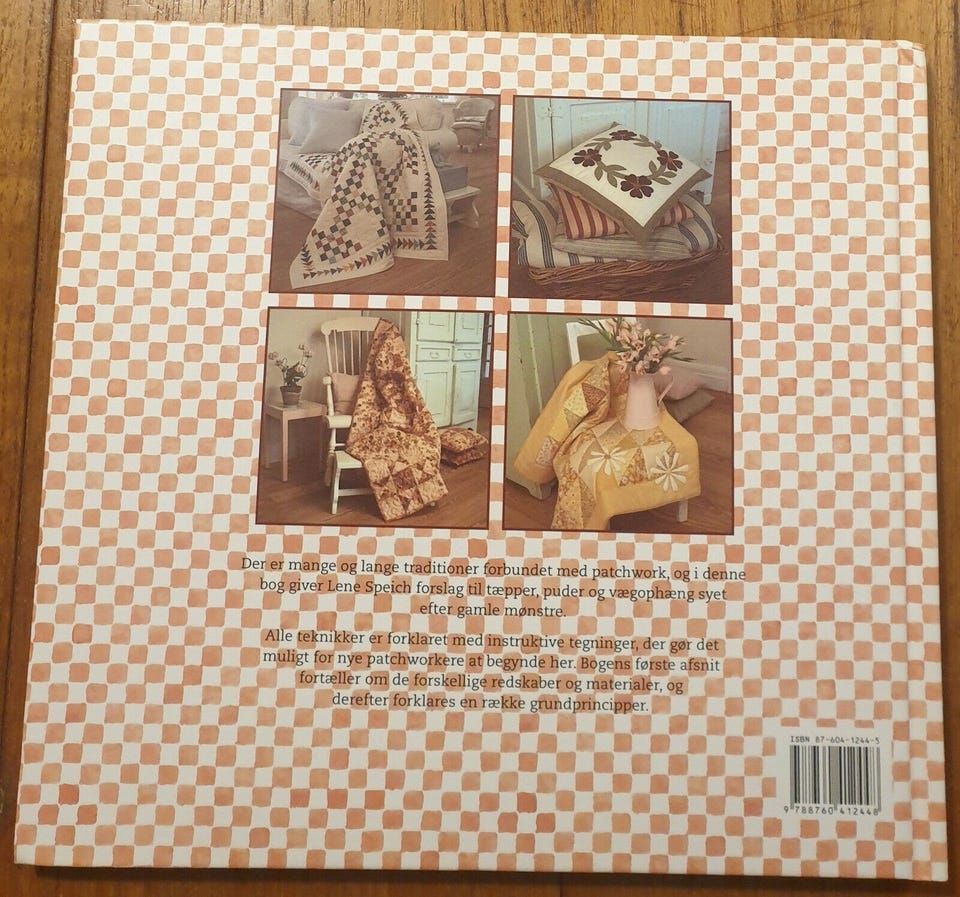 Der er mange og lange traditioner forbundet med patchwork, og i denne
bog giver Lene Speich forslag til tæpper, puder og vægophæng syet
efter gamle mønstre.
Alle teknikker er forklaret med instruktive tegninger, der gør det
muligt for nye patchworkere at begynde her. Bogens første afsnit
fortæller om de forskellige redskaber og materialer, og
derefter forklares en række grundprincipper.
ISBN 87-604-1244-5
9 788760 412448